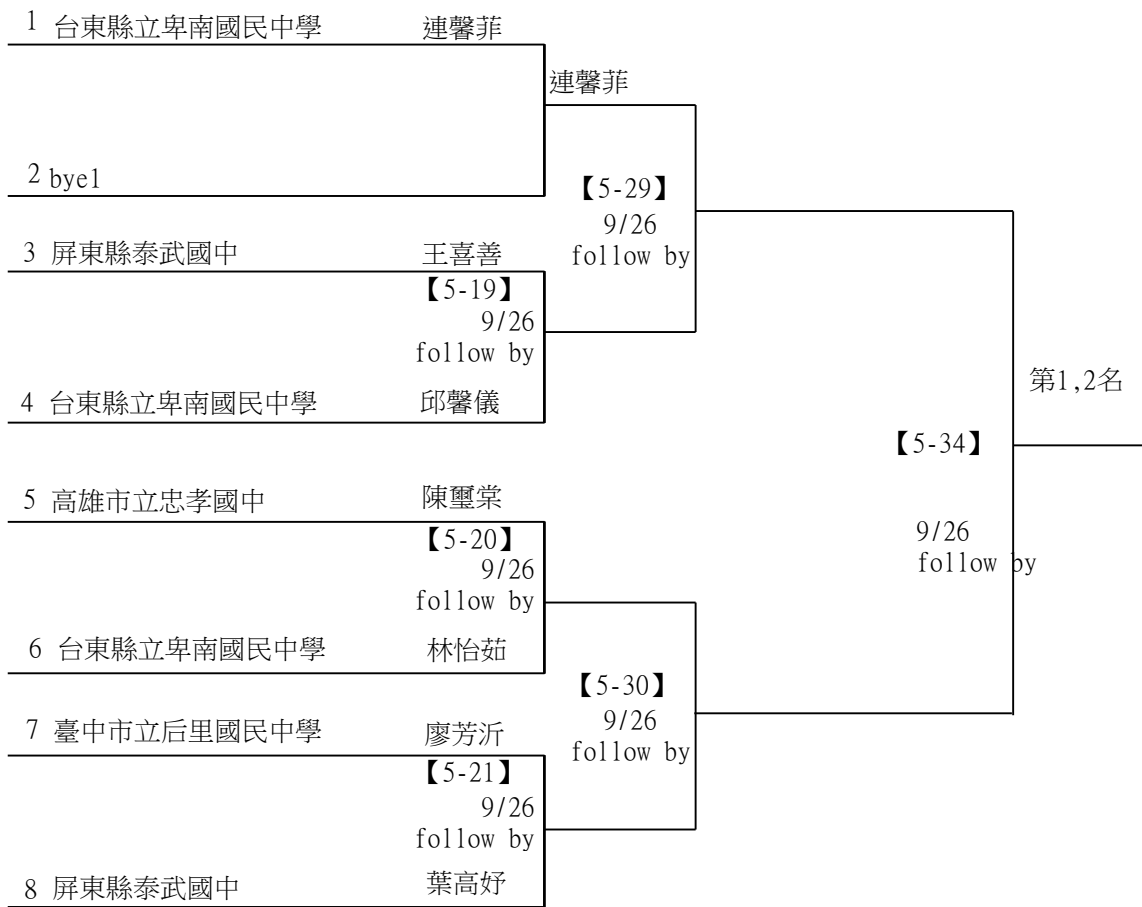 1 台東縣立卑南國民中學 連馨菲
連馨菲
2 bye1
【5-29】
9/26
follow by
3 屏東縣泰武國中 王喜善
【5-19】
9/26
follow by
4 台東縣立卑南國民中學 邱馨儀
第1,2名
【5-34】
9/26
follow by
5 高雄市立忠孝國中 陳璽棠
【5-20】
9/26
follow by
6 台東縣立卑南國民中學 林怡茹
【5-30】
9/26
follow by
7 臺中市立后里國民中學 廖芳沂
【5-21】
9/26
follow by
8 屏東縣泰武國中 葉高妤